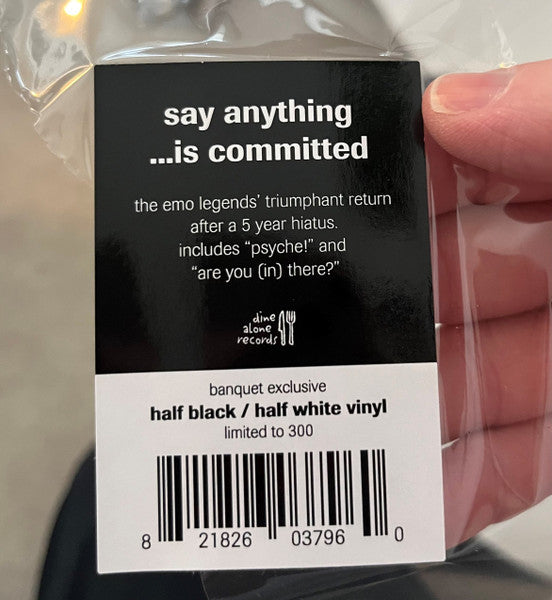 say anything
...is committed
the emo legends' triumphant return
after a 5 year hiatus.
includes "psyche!" and
"are you (in) there?"
dine
alone
records
banquet exclusive
half black / half white vinyl
limited to 300
8 21826 03796 0